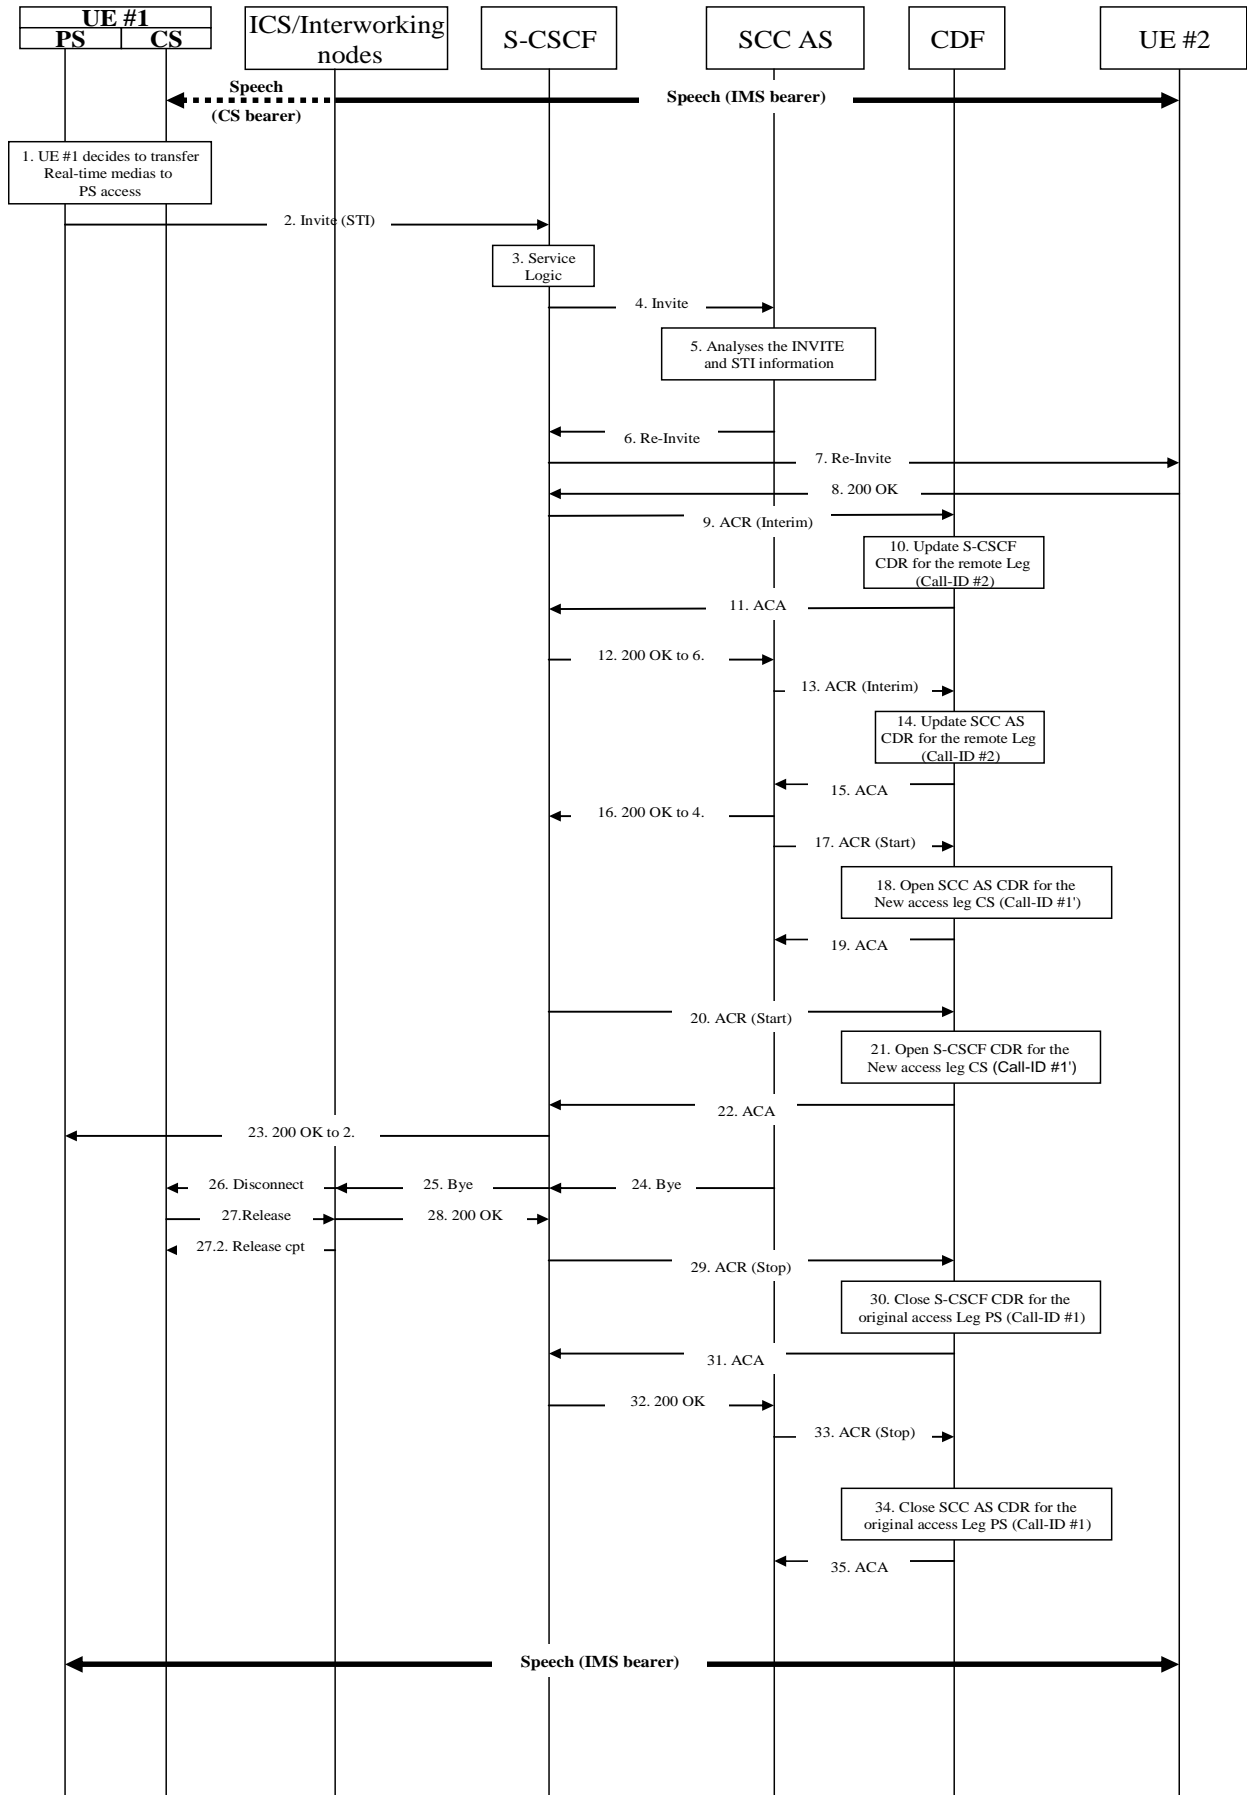 UE #1
PS CS
ICS/Interworking
nodes
S-CSCF
SCC AS
CDF
UE #2
Speech
(CS bearer)
Speech (IMS bearer)
1. UE #1 decides to transfer
Real-time medias to
PS access
2. Invite (STI)
3. Service
Logic
4. Invite
5. Analyses the INVITE
and STI information
6. Re-Invite
7. Re-Invite
8. 200 OK
9. ACR (Interim)
10. Update S-CSCF
CDR for the remote Leg
(Call-ID #2)
11. ACA
12. 200 OK to 6.
13. ACR (Interim)
14. Update SCC AS
CDR for the remote Leg
(Call-ID #2)
15. ACA
16. 200 OK to 4.
17. ACR (Start)
18. Open SCC AS CDR for the
New access leg CS (Call-ID #1')
19. ACA
20. ACR (Start)
21. Open S-CSCF CDR for the
New access leg CS (Call-ID #1')
22. ACA
23. 200 OK to 2.
26. Disconnect
25. Bye
24. Bye
27.Release
28. 200 OK
27.2. Release cpt
29. ACR (Stop)
30. Close S-CSCF CDR for the
original access Leg PS (Call-ID #1)
31. ACA
32. 200 OK
33. ACR (Stop)
34. Close SCC AS CDR for the
original access Leg PS (Call-ID #1)
35. ACA
Speech (IMS bearer)